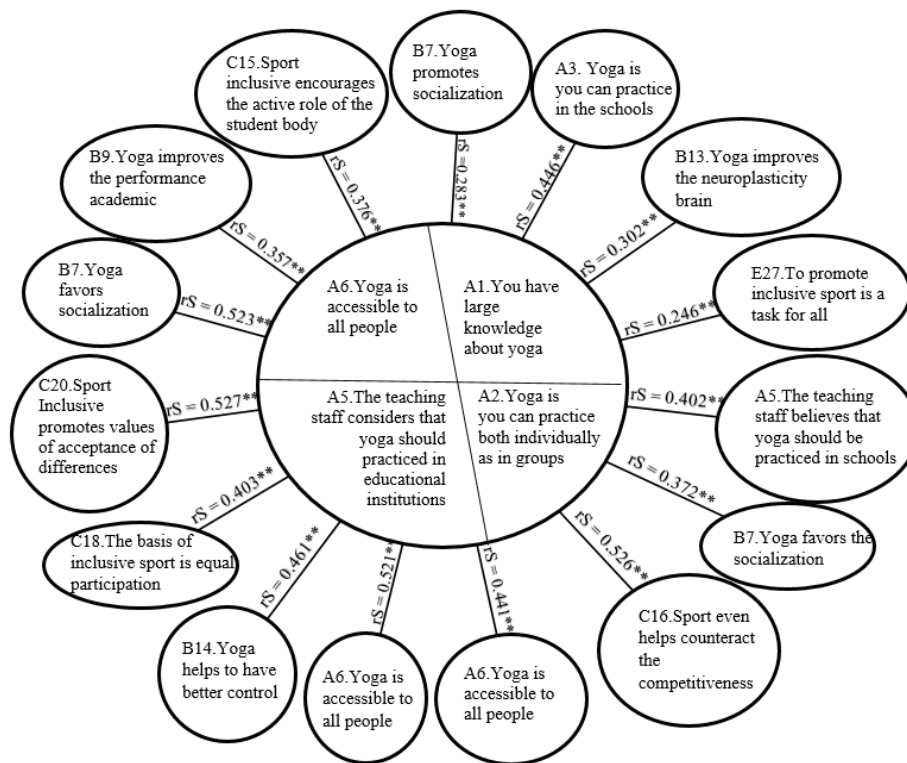 C15.Sport
inclusive encourages
the active role of the
student body
B7.Yoga
promotes
socialization
A3. Yoga is
you can practice
in the schools
B9.Yoga improves
the performance
academic
B13.Yoga improves
the neuroplasticity
brain
rS = 0.376**
rS =0.283**
rS = 0.446**
rS = 0.357**
rS = 0.302**
B7.Yoga
favors
socialization
rS = 0.523**
A6.Yoga is
accessible to
all people
A1.You have
large
knowledge
about yoga
rS = 0.246**
E27.To promote
inclusive sport is a
task for all
C20.Sport
Inclusive
promotes values
of acceptance of
differences
rS = 0.527**
A5.The teaching
staff considers that
yoga should
practiced in
educational
institutions
A2.Yoga is
you can practice
both individually
as in groups
rS = 0.402**
A5.The teaching
staff believes that
yoga should be
practiced in schools
rS = 0.403**
rS = 0.372**
C18.The basis of
inclusive sport is equal
participation
B7.Yoga favors the
socialization
rS = 0.461**
rS = 0.521**
rS = 0.441**
rS = 0.526**
B14.Yoga
helps to have
better control
A6.Yoga is
accessible to
all people
A6.Yoga is
accessible to
all people
C16.Sport even
helps counteract
the
competitiveness